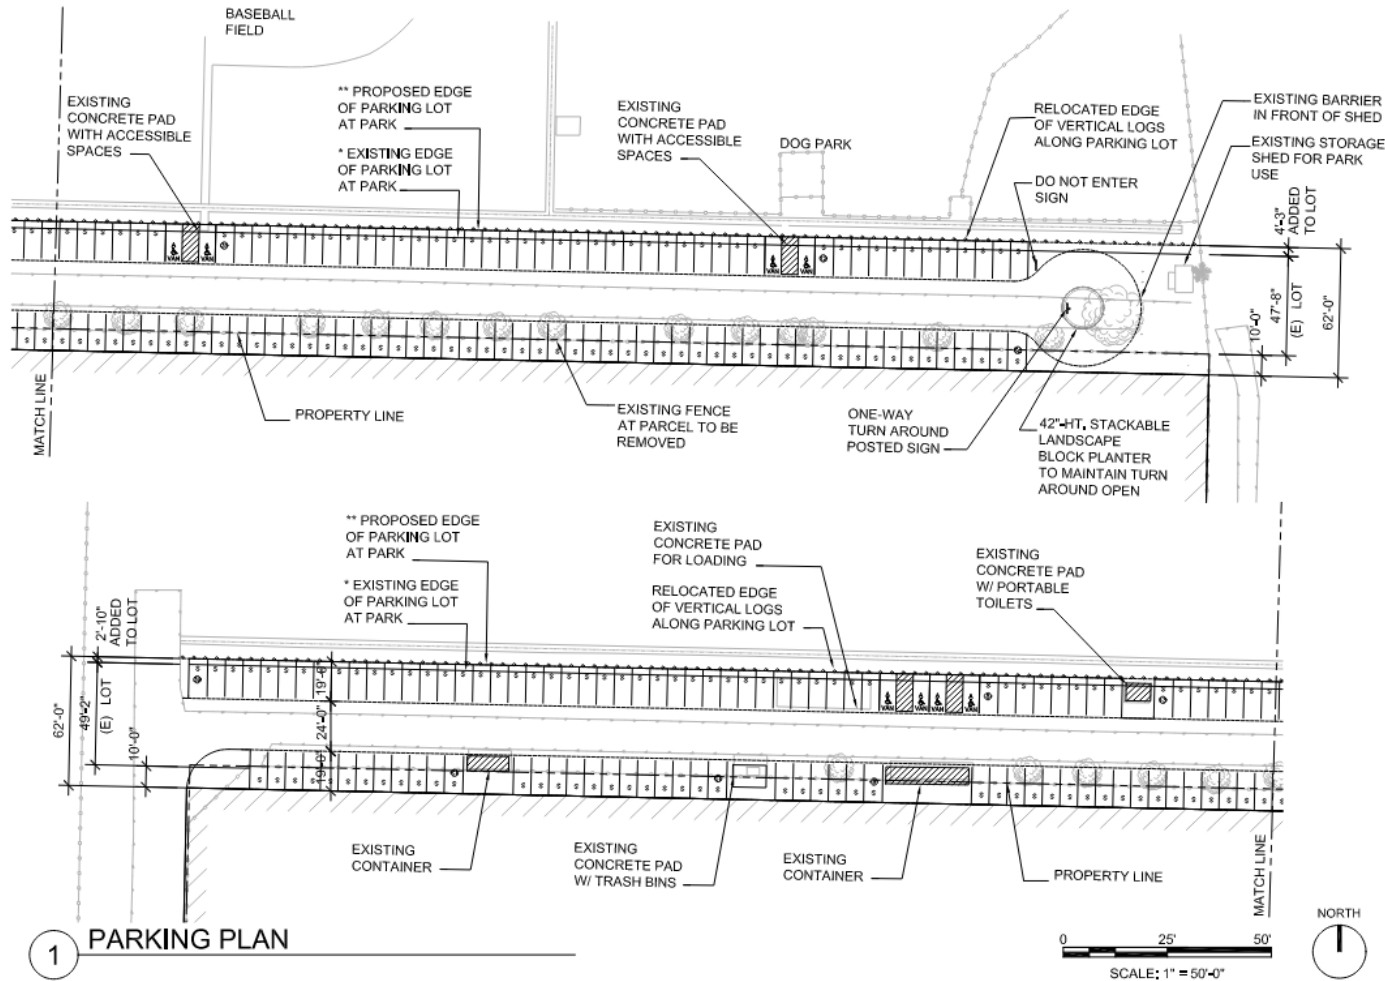 BASEBALL
FIELD
EXISTING
CONCRETE PAD
WITH ACCESSIBLE
SPACES
** PROPOSED EDGE
OF PARKING LOT
AT PARK
* EXISTING EDGE
OF PARKING LOT
AT PARK
EXISTING
CONCRETE PAD
WITH ACCESSIBLE
SPACES
DOG PARK
RELOCATED EDGE
OF VERTICAL LOGS
ALONG PARKING LOT
DO NOT ENTER
SIGN
EXISTING BARRIER
IN FRONT OF SHED
EXISTING STORAGE
SHED FOR PARK
USE
4'-3"
ADDED
TO LOT
47'-8"
(E) LOT
62'-0"
10'-0"
VAN
VAN
VAN
VAN
MATCH LINE
PROPERTY LINE
EXISTING FENCE
AT PARCEL TO BE
REMOVED
ONE-WAY
TURN AROUND
POSTED SIGN
42"-HT. STACKABLE
LANDSCAPE
BLOCK PLANTER
TO MAINTAIN TURN
AROUND OPEN
** PROPOSED EDGE
OF PARKING LOT
AT PARK
* EXISTING EDGE
OF PARKING LOT
AT PARK
EXISTING
CONCRETE PAD
FOR LOADING
RELOCATED EDGE
OF VERTICAL LOGS
ALONG PARKING LOT
EXISTING
CONCRETE PAD
W/ PORTABLE
TOILETS
2'-10"
ADDED
TO LOT
62'-0"
49'-2"
(E) LOT
10'-0"
19'-0"
24'-0"
19'-0"
VAN
VAN
VAN
VAN
EXISTING
CONTAINER
EXISTING
CONCRETE PAD
W/ TRASH BINS
EXISTING
CONTAINER
PROPERTY LINE
MATCH LINE
1
PARKING PLAN
0 25' 50'
SCALE: 1" = 50'-0"
NORTH